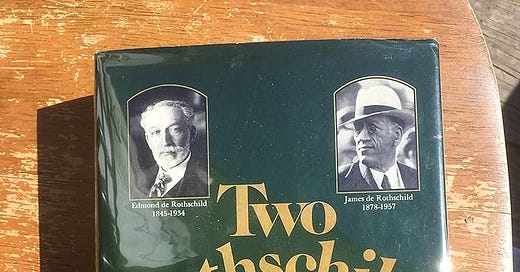 Edmond de Rothschild
1845-1934
James de Rothschild
1878-1957
Two